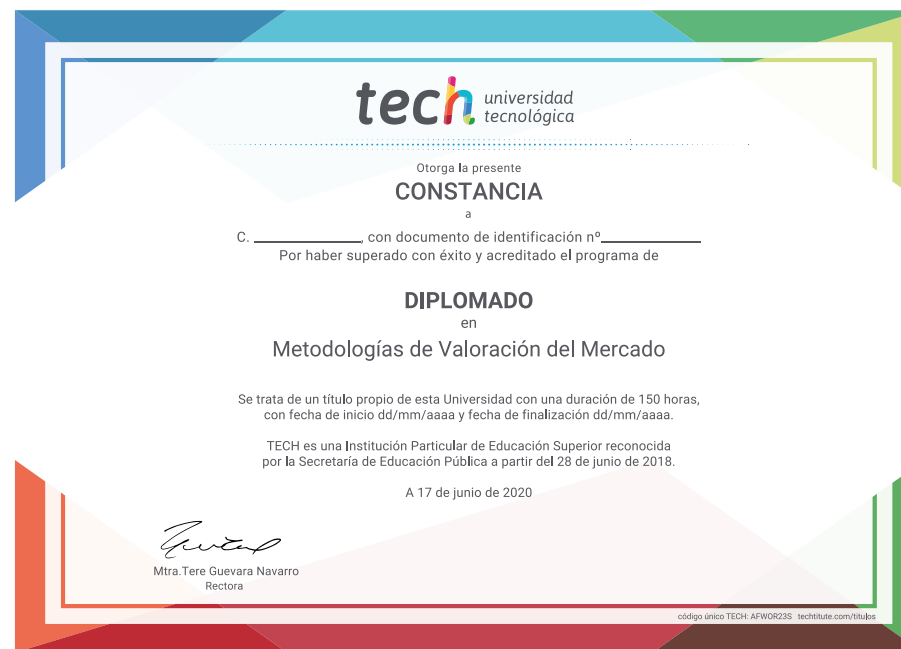 tech universidad
tecnológica
Otorga la presente
CONSTANCIA
a
C. ____________, con documento de identificación nº____________
Por haber superado con éxito y acreditado el programa de
DIPLOMADO
en
Metodologías de Valoración del Mercado
Se trata de un título propio de esta Universidad con una duración de 150 horas,
con fecha de inicio dd/mm/aaaa y fecha de finalización dd/mm/aaaa.
TECH es una Institución Particular de Educación Superior reconocida
por la Secretaría de Educación Pública a partir del 28 de junio de 2018.
A 17 de junio de 2020
Mtra.Tere Guevara Navarro
Rectora
código único TECH: AFWOR23S techtitute.com/titulos